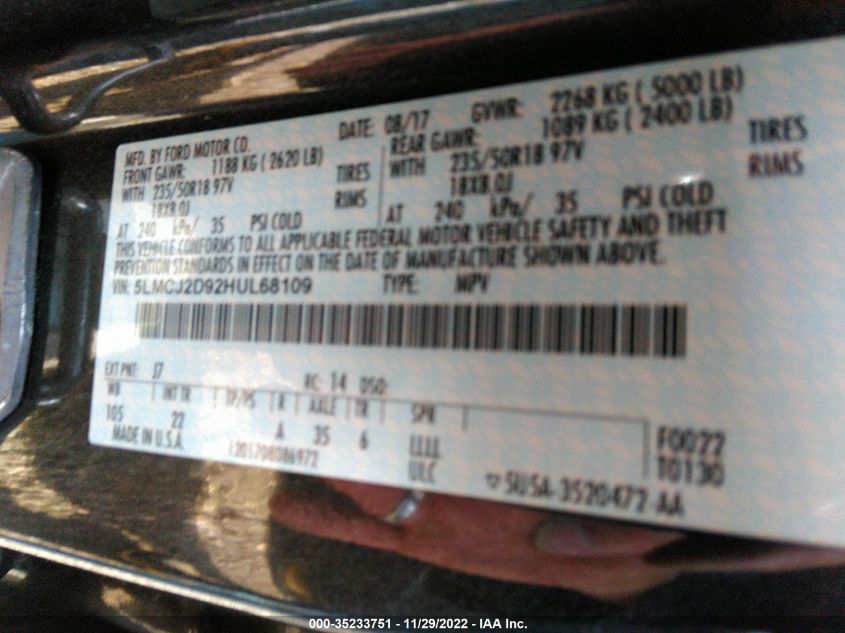 MFD. BY FORD MOTOR CO.
DATE: 08/17 GVWR: 2268 KG ( 5000 LB)
FRONT GAWR: 1188 KG ( 2620 LB)
REAR GAWR: 1089 KG ( 2400 LB)
WITH 235/50R18 97V TIRES
WITH 235/50R18 97V TIRES
18X8.0J RIMS
18X8.0J RIMS
AT 240 kPa/ 35 PSI COLD
AT 240 kPa/ 35 PSI COLD
THIS VEHICLE CONFORMS TO ALL APPLICABLE FEDERAL MOTOR VEHICLE SAFETY AND THEFT
PREVENTION STANDARDS IN EFFECT ON THE DATE OF MANUFACTURE SHOWN ABOVE.
VIN: 5LMCJ2D92HUL68109 TYPE: MPV
EXT PNT: J7 RC: 14 DSO:
WB INT TR TP/PS R AXLE TR SPR
105 22 A 35 6 LLLL F0022
MADE IN U.S.A. ULC 10130
5U5A-3520472-AA
000-35233751 - 11/29/2022 - IAA Inc.